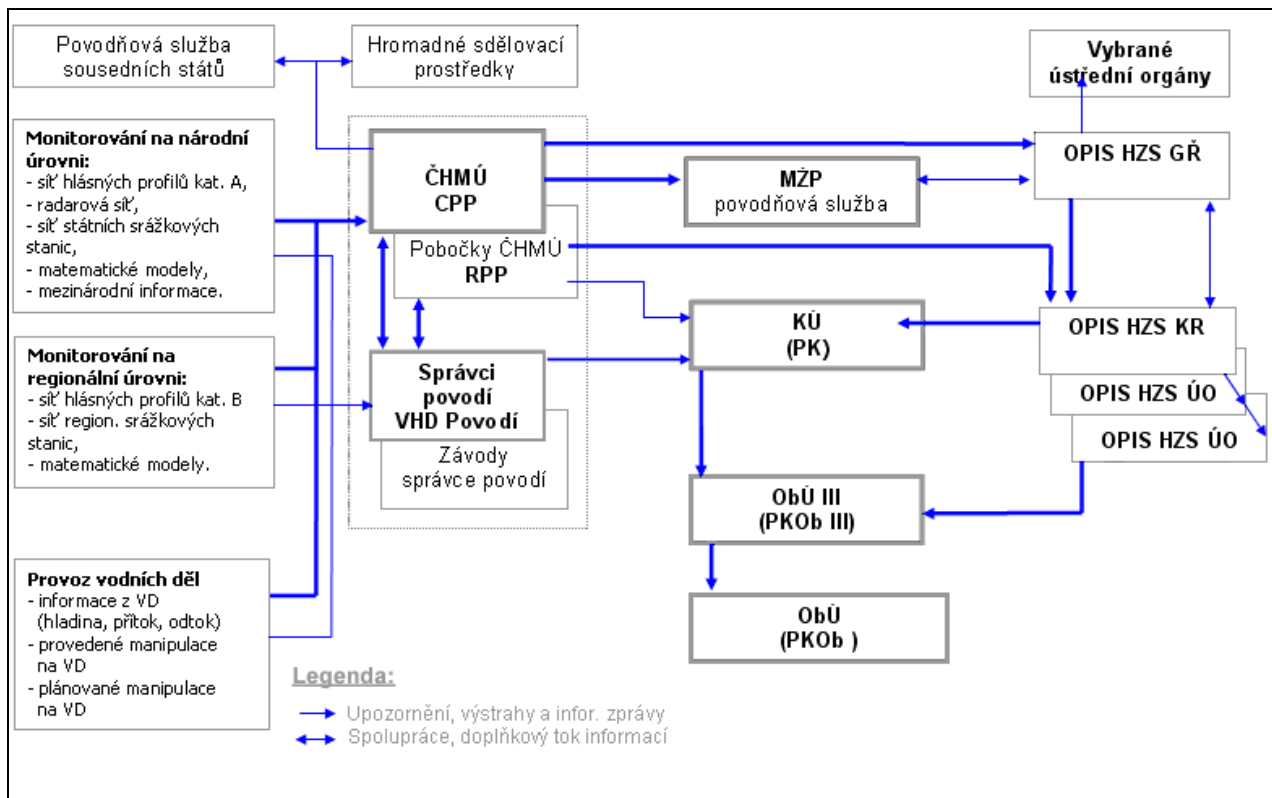 Povodňová služba
sousedních států
Hromadné sdělovací
prostředky
Vybrané
ústřední orgány
Monitorování na národní
úrovni:
- síť hlásných profilů kat. A,
- radarová síť,
- síť státních srážkových
stanic,
- matematické modely,
- mezinárodní informace.
ČHMÚ
CPP
Pobočky ČHMÚ
RPP
MŽP
povodňová služba
OPIS HZS GŘ
Monitorování na
regionální úrovni:
- síť hlásných profilů kat. B
- síť region. srážkových
stanic,
- matematické modely.
Správci
povodí
VHD Povodí
Závody
správce povodí
KÚ
(PK)
OPIS HZS KR
OPIS HZS ÚO
OPIS HZS ÚO
ObÚ III
(PKOb III)
Provoz vodních děl
- informace z VD
(hladina, přítok, odtok)
- provedené manipulace
na VD
- plánované manipulace
na VD
ObÚ
(PKOb )
Legenda:
Upozornění, výstrahy a infor. zprávy
Spolupráce, doplňkový tok informací